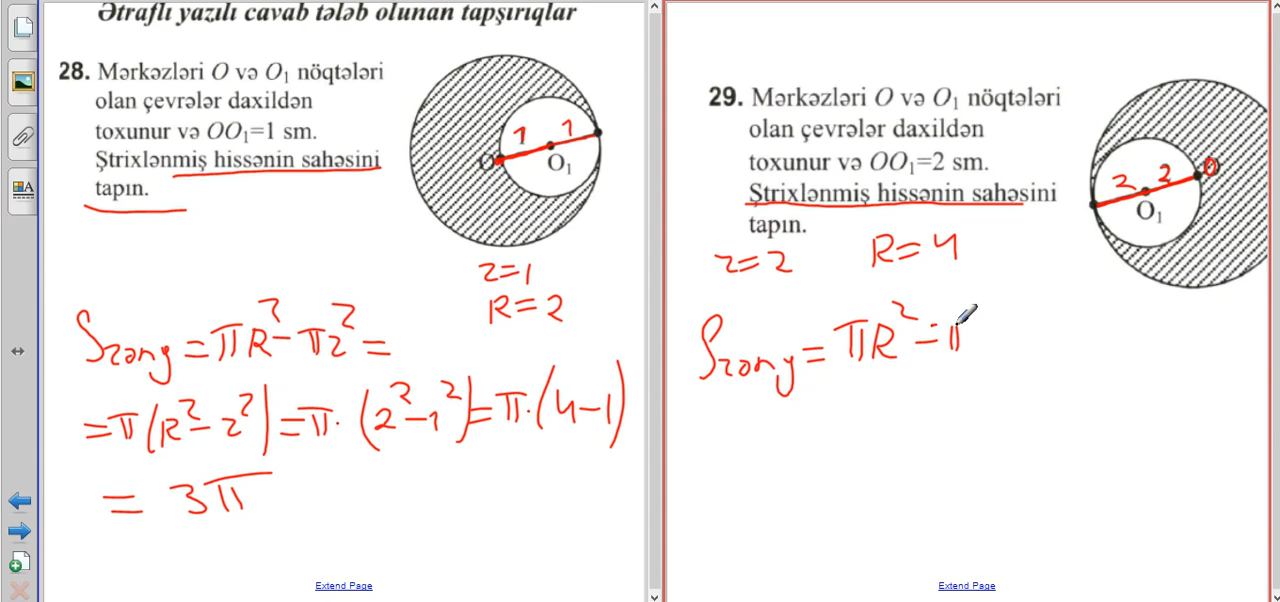 Ətraflı yazılı cavab tələb olunan tapşırıqlar
28. Mərkəzləri O və O₁ nöqtələri
olan çevrələr daxildən
toxunur və OO₁=1 sm.
Ştrixlənmiş hissənin sahəsini
tapın.
1 1
O O₁
r=1
R=2
Srəng=πR²-πr²=
=π(R²-r²)=π·(2²-1²)=π·(4-1)
=3π
Extend Page
29. Mərkəzləri O və O₁ nöqtələri
olan çevrələr daxildən
toxunur və OO₁=2 sm.
Ştrixlənmiş hissənin sahəsini
tapın.
2 2 O
O₁
r=2 R=4
Srəng=πR²=π
Extend Page